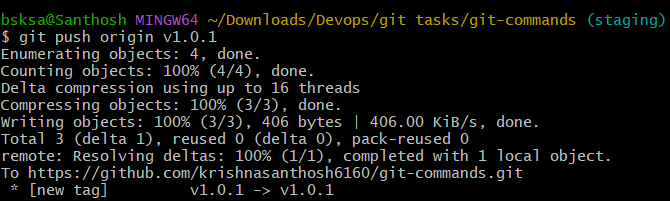 bsksa@Santhosh MINGW64 ~/Downloads/Devops/git tasks/git-commands (staging)
$ git push origin v1.0.1
Enumerating objects: 4, done.
Counting objects: 100% (4/4), done.
Delta compression using up to 16 threads
Compressing objects: 100% (3/3), done.
Writing objects: 100% (3/3), 406 bytes | 406.00 KiB/s, done.
Total 3 (delta 1), reused 0 (delta 0), pack-reused 0
remote: Resolving deltas: 100% (1/1), completed with 1 local object.
To https://github.com/krishnasanthosh6160/git-commands.git
 * [new tag]         v1.0.1 -> v1.0.1